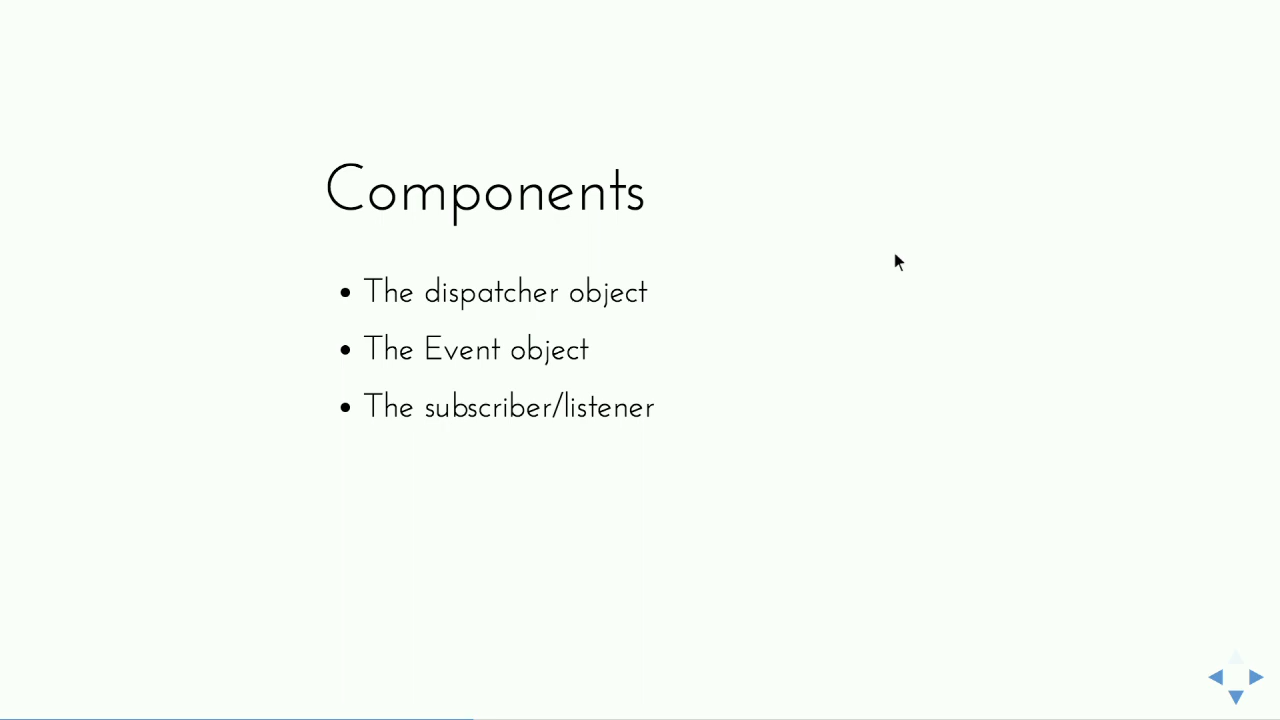 Components
The dispatcher object
The Event object
The subscriber/listener